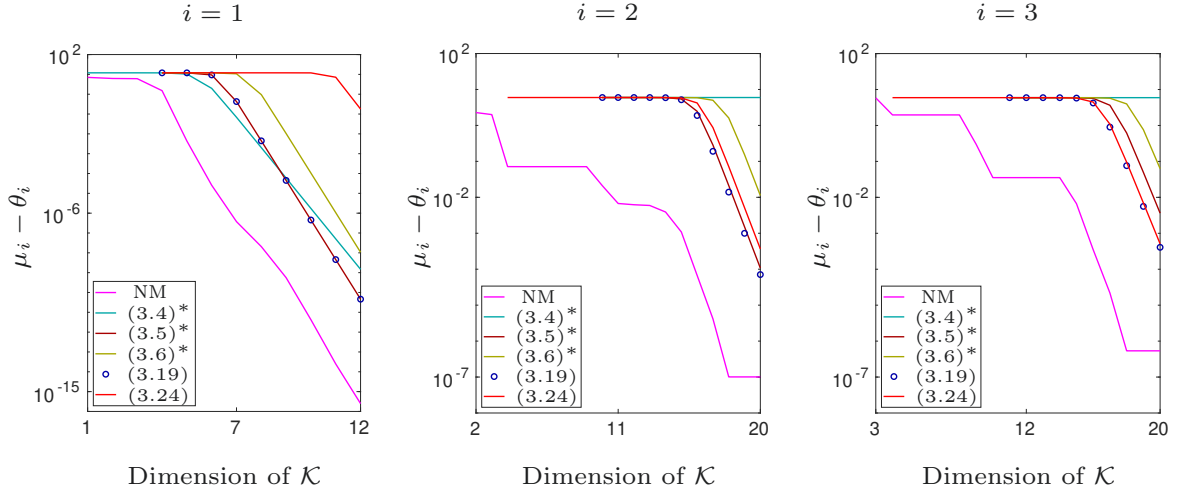 i = 1
10^2
10^-6
10^-15
μ_i − θ_i
NM
(3.4)*
(3.5)*
(3.6)*
(3.19)
(3.24)
1
7
12
Dimension of 𝒦
i = 2
10^2
10^-2
10^-7
μ_i − θ_i
NM
(3.4)*
(3.5)*
(3.6)*
(3.19)
(3.24)
2
11
20
Dimension of 𝒦
i = 3
10^2
10^-2
10^-7
μ_i − θ_i
NM
(3.4)*
(3.5)*
(3.6)*
(3.19)
(3.24)
3
12
20
Dimension of 𝒦